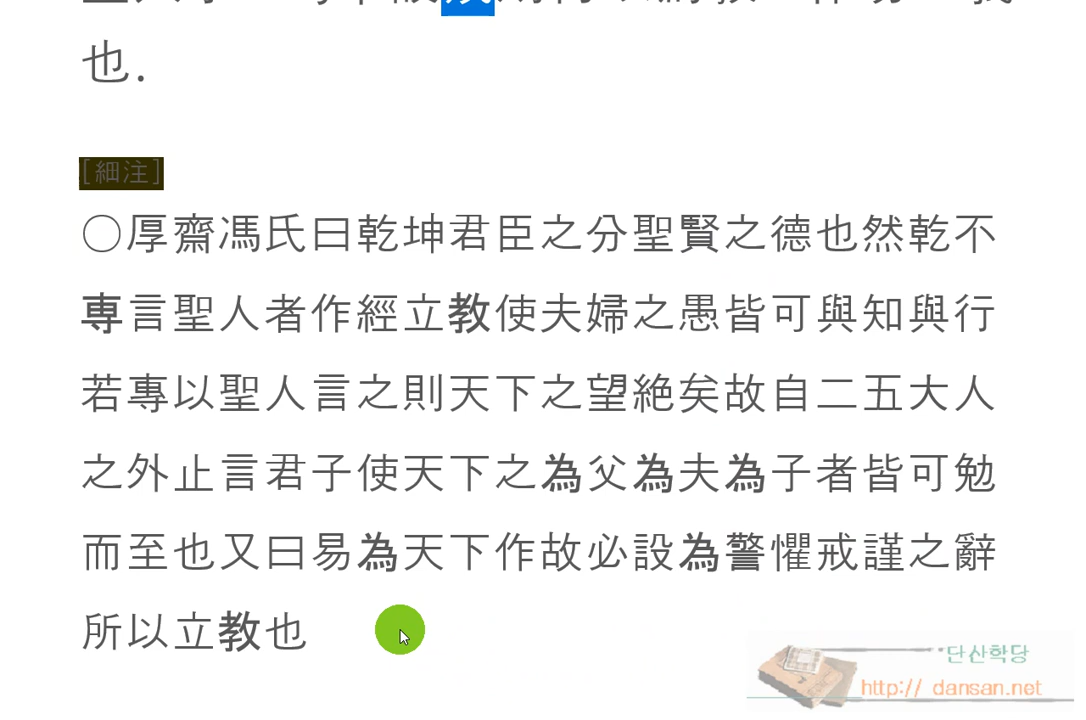 也.
[細注]
〇厚齋馮氏曰乾坤君臣之分聖賢之德也然乾不
専言聖人者作經立教使夫婦之愚皆可與知與行
若專以聖人言之則天下之望絶矣故自二五大人
之外止言君子使天下之為父為夫為子者皆可勉
而至也又曰易為天下作故必設為警懼戒謹之辭
所以立教也
단산학당
http:// dansan.net